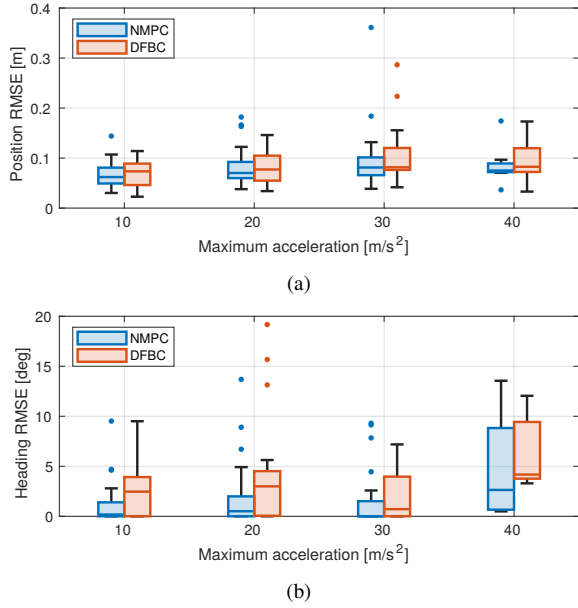 0.4
0.3
0.2
0.1
0
Position RMSE [m]
NMPC
DFBC
10 20 30 40
Maximum acceleration [m/s²]
(a)
20
15
10
5
0
Heading RMSE [deg]
NMPC
DFBC
10 20 30 40
Maximum acceleration [m/s²]
(b)